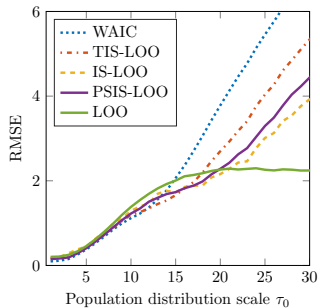 6
4
2
0
RMSE
WAIC
TIS-LOO
IS-LOO
PSIS-LOO
LOO
5 10 15 20 25 30
Population distribution scale τ₀